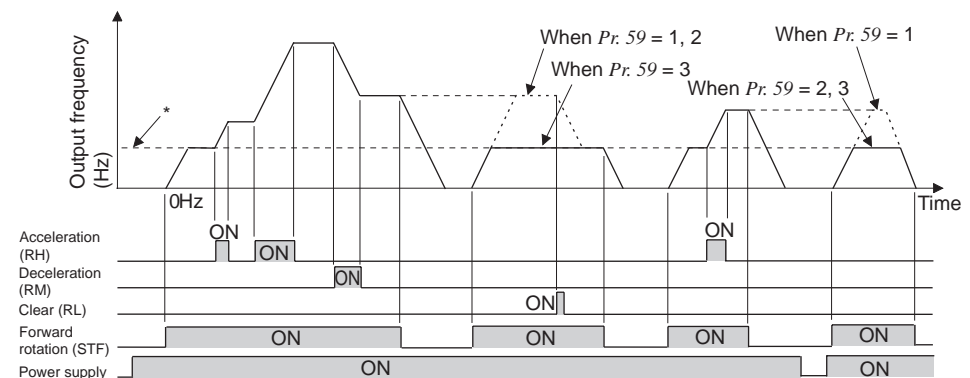 Output frequency
(Hz)
*
When Pr. 59 = 1, 2
When Pr. 59 = 3
When Pr. 59 = 1
When Pr. 59 = 2, 3
0Hz
Time
Acceleration
(RH)
ON
ON
ON
Deceleration
(RM)
ON
Clear (RL)
ON
Forward
rotation (STF)
ON
ON
ON
ON
Power supply
ON
ON